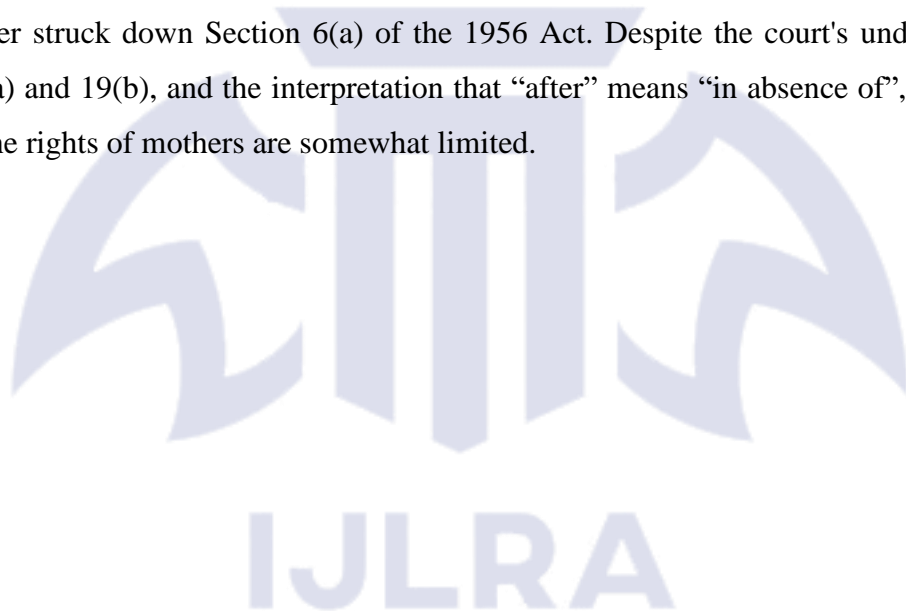 er struck down Section 6(a) of the 1956 Act. Despite the court's und
a) and 19(b), and the interpretation that “after” means “in absence of”,
ne rights of mothers are somewhat limited.
IJLRA